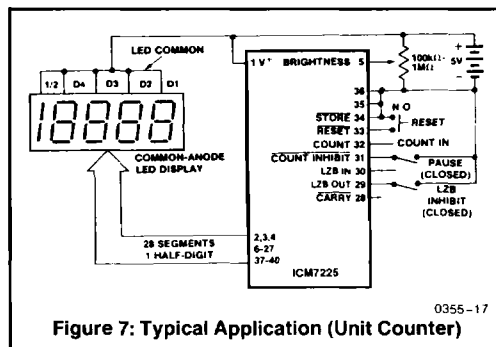 LED COMMON
1/2 D4 D3 D2 D1
COMMON-ANODE
LED DISPLAY
28 SEGMENTS
1 HALF-DIGIT
1 V+ BRIGHTNESS 5
36
35
STORE 34
RESET 33
COUNT 32
COUNT INHIBIT 31
LZB IN 30
LZB OUT 29
CARRY 28
2,3,4
6-27
37-40
ICM7225
100kΩ-
1MΩ
+
5V
-
N O
RESET
COUNT IN
PAUSE
(CLOSED)
LZB
INHIBIT
(CLOSED)
0355-17
Figure 7: Typical Application (Unit Counter)